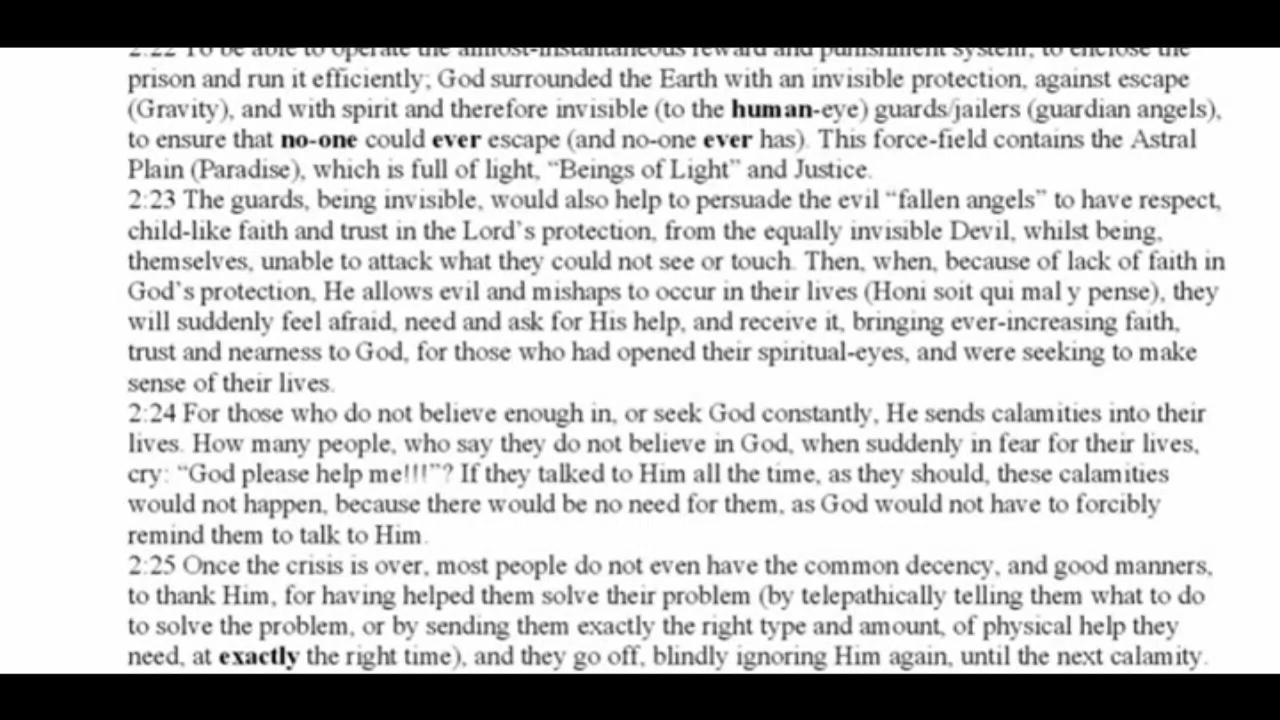 2:22 To be able to operate the almost-instantaneous reward and punishment system, to enclose the
prison and run it efficiently; God surrounded the Earth with an invisible protection, against escape
(Gravity), and with spirit and therefore invisible (to the human-eye) guards/jailers (guardian angels),
to ensure that no-one could ever escape (and no-one ever has). This force-field contains the Astral
Plain (Paradise), which is full of light, “Beings of Light” and Justice.
2:23 The guards, being invisible, would also help to persuade the evil “fallen angels” to have respect,
child-like faith and trust in the Lord’s protection, from the equally invisible Devil, whilst being,
themselves, unable to attack what they could not see or touch. Then, when, because of lack of faith in
God’s protection, He allows evil and mishaps to occur in their lives (Honi soit qui mal y pense), they
will suddenly feel afraid, need and ask for His help, and receive it, bringing ever-increasing faith,
trust and nearness to God, for those who had opened their spiritual-eyes, and were seeking to make
sense of their lives.
2:24 For those who do not believe enough in, or seek God constantly, He sends calamities into their
lives. How many people, who say they do not believe in God, when suddenly in fear for their lives,
cry: “God please help me!!!”? If they talked to Him all the time, as they should, these calamities
would not happen, because there would be no need for them, as God would not have to forcibly
remind them to talk to Him.
2:25 Once the crisis is over, most people do not even have the common decency, and good manners,
to thank Him, for having helped them solve their problem (by telepathically telling them what to do
to solve the problem, or by sending them exactly the right type and amount, of physical help they
need, at exactly the right time), and they go off, blindly ignoring Him again, until the next calamity.